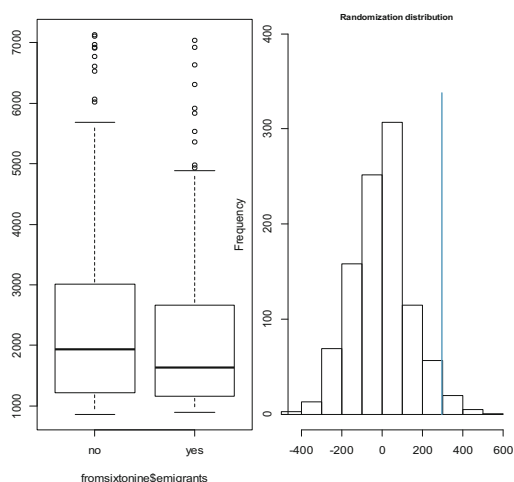 Randomization distribution
7000
6000
5000
4000
3000
2000
1000
no yes
fromsixtonine$emigrants
Frequency
400
300
200
100
0
-400 -200 0 200 400 600